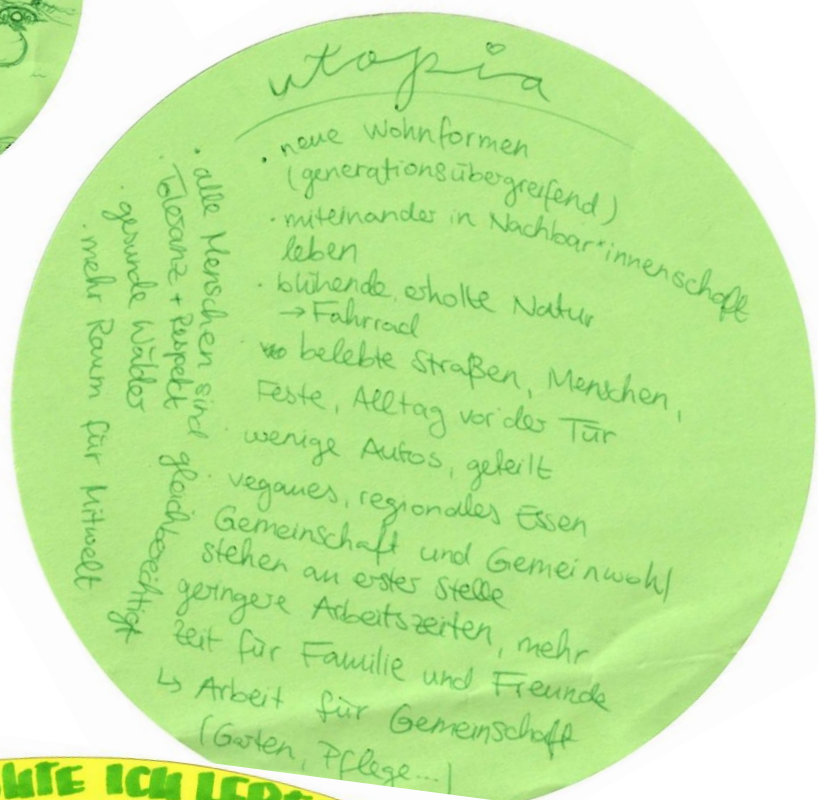 utopia
· neue Wohnformen
(generationsübergreifend)
· miteinander in Nachbar*innenschaft
leben
· blühende, erholte Natur
→ Fahrrad
belebte Straßen, Menschen,
Feste, Alltag vor der Tür
· wenige Autos, geteilt
· veganes, regionales Essen
Gemeinschaft und Gemeinwohl
stehen an erster Stelle
geringere Arbeitszeiten, mehr
Zeit für Familie und Freunde
↳ Arbeit für Gemeinschaft
(Garten, Pflege...)
· alle Menschen sind gleichberechtigt
· Toleranz + Respekt
· gesunde Wälder
· mehr Raum für Mitwelt
ICH